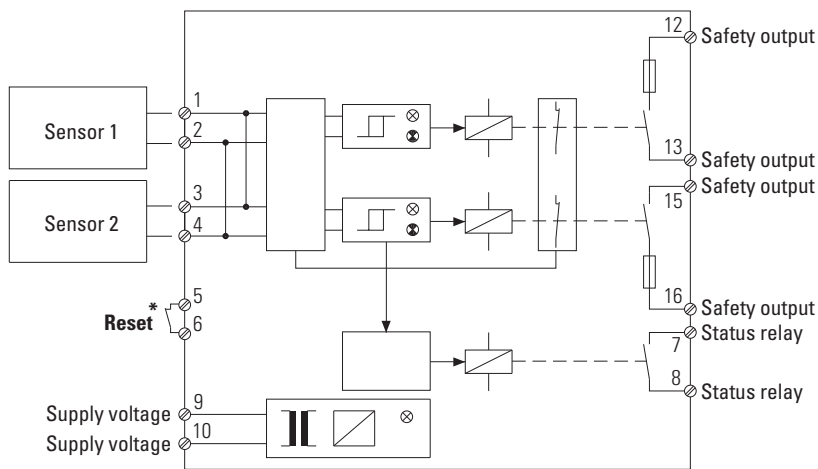 12 Safety output
1
Sensor 1
2
13 Safety output
3
Safety output
Sensor 2
15
4
5
16 Safety output
Reset*
6
Status relay
7
8
Status relay
Supply voltage 9
Supply voltage 10